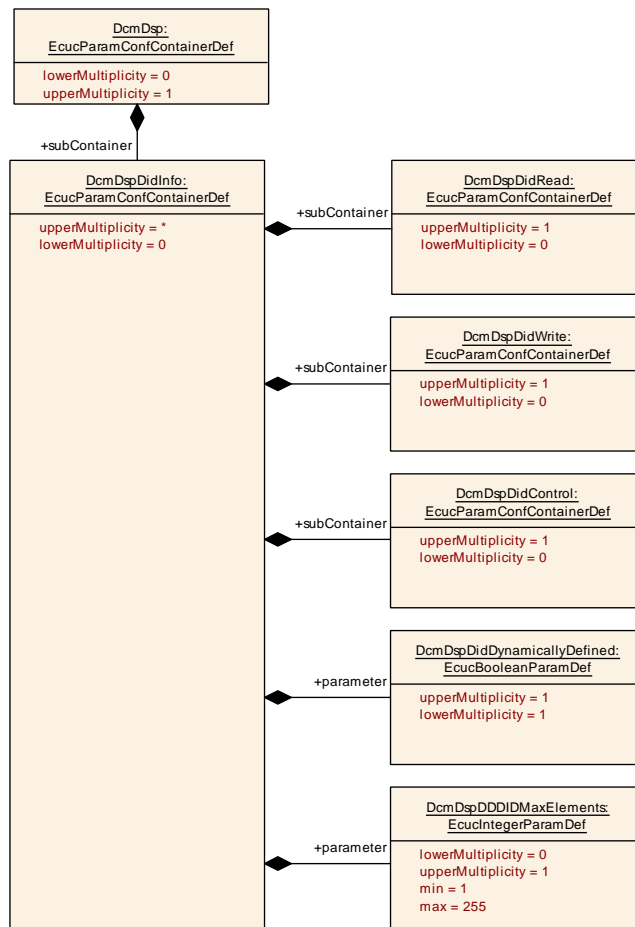 DcmDsp:
EcucParamConfContainerDef
lowerMultiplicity = 0
upperMultiplicity = 1
+subContainer
DcmDspDidInfo:
EcucParamConfContainerDef
upperMultiplicity = *
lowerMultiplicity = 0
+subContainer
DcmDspDidRead:
EcucParamConfContainerDef
upperMultiplicity = 1
lowerMultiplicity = 0
+subContainer
DcmDspDidWrite:
EcucParamConfContainerDef
upperMultiplicity = 1
lowerMultiplicity = 0
+subContainer
DcmDspDidControl:
EcucParamConfContainerDef
upperMultiplicity = 1
lowerMultiplicity = 0
+parameter
DcmDspDidDynamicallyDefined:
EcucBooleanParamDef
upperMultiplicity = 1
lowerMultiplicity = 1
+parameter
DcmDspDDDIDMaxElements:
EcucIntegerParamDef
lowerMultiplicity = 0
upperMultiplicity = 1
min = 1
max = 255